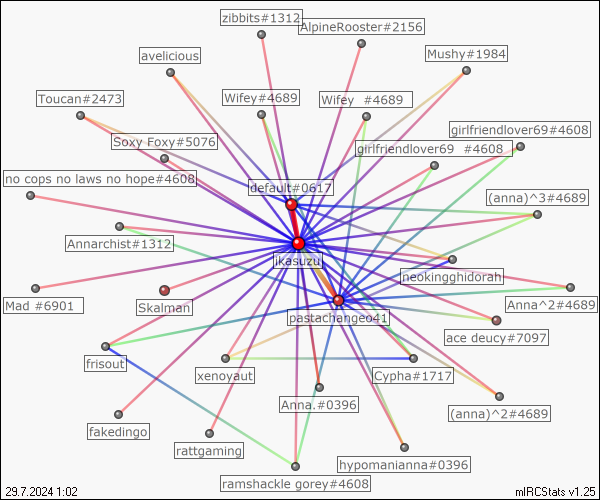 zibbits#1312
AlpineRooster#2156
avelicious
Mushy#1984
Toucan#2473
Wifey#4689
Wifey #4689
Soxy Foxy#5076
girlfriendlover69#4608
girlfriendlover69 #4608
no cops no laws no hope#4608
default#0617
(anna)^3#4689
Annarchist#1312
ikasuzu
neokingghidorah
Mad #6901
Skalman
Anna^2#4689
pastachangeo41
ace deucy#7097
frisout
xenoyaut
Cypha#1717
Anna.#0396
(anna)^2#4689
fakedingo
rattgaming
hypomanianna#0396
ramshackle gorey#4608
29.7.2024 1:02
mIRCStats v1.25